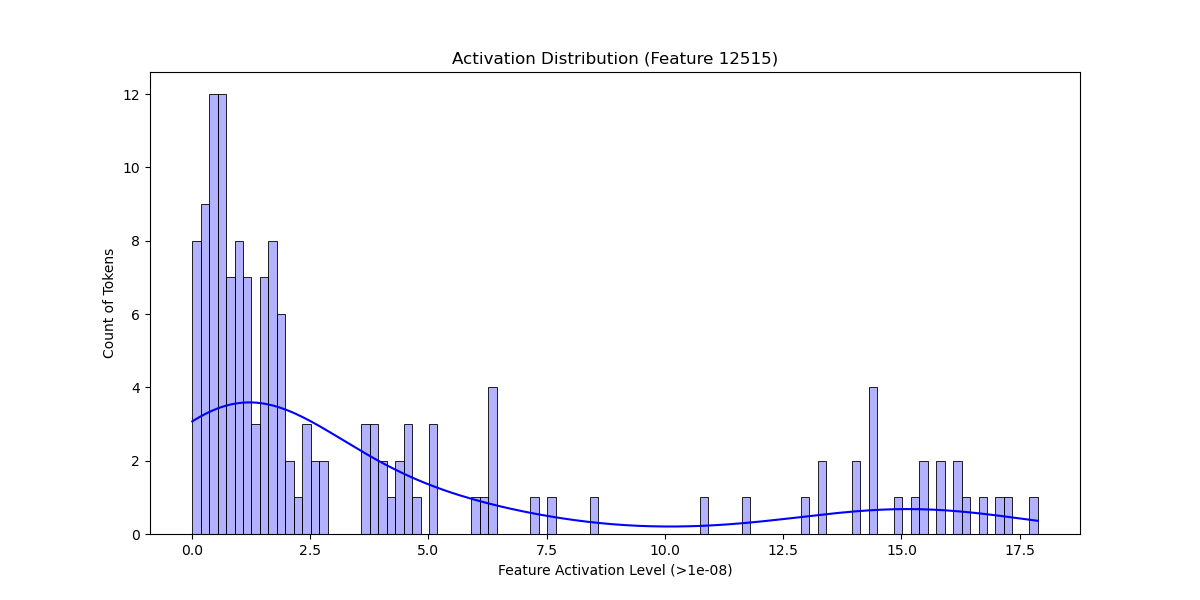 Activation Distribution (Feature 12515)
12
10
8
6
4
2
0
Count of Tokens
0.0 2.5 5.0 7.5 10.0 12.5 15.0 17.5
Feature Activation Level (>1e-08)